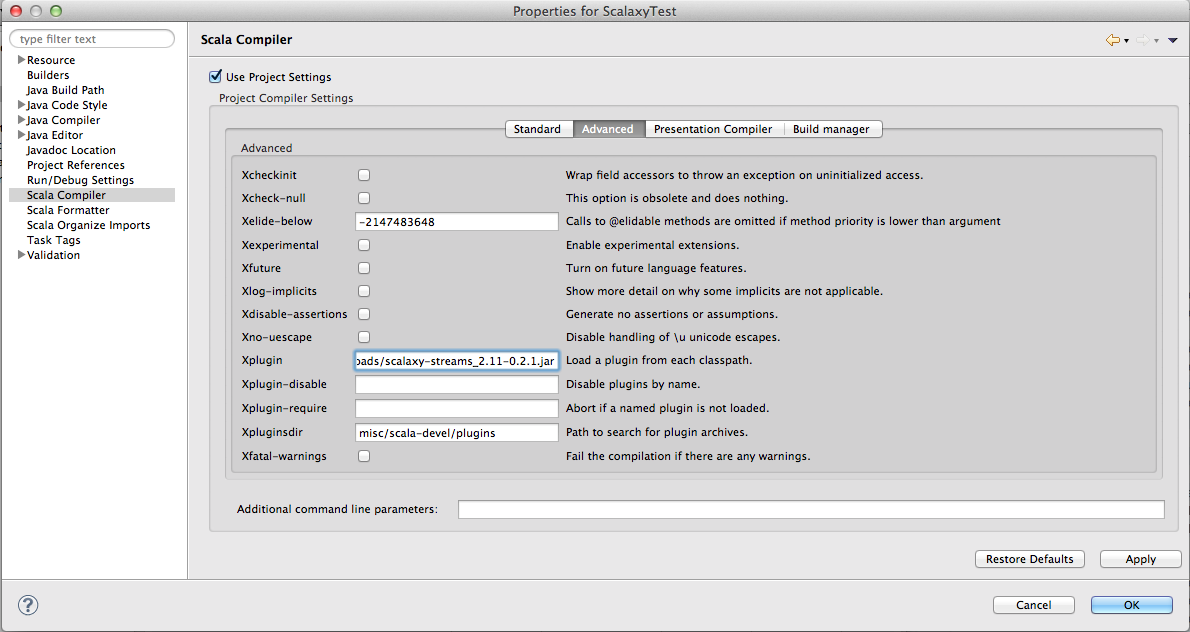 Properties for ScalaxyTest
type filter text
Scala Compiler
Resource
Builders
Java Build Path
Java Code Style
Java Compiler
Java Editor
Javadoc Location
Project References
Run/Debug Settings
Scala Compiler
Scala Formatter
Scala Organize Imports
Task Tags
Validation
Use Project Settings
Project Compiler Settings
Standard Advanced Presentation Compiler Build manager
Advanced
Xcheckinit Wrap field accessors to throw an exception on uninitialized access.
Xcheck-null This option is obsolete and does nothing.
Xelide-below -2147483648 Calls to @elidable methods are omitted if method priority is lower than argument
Xexperimental Enable experimental extensions.
Xfuture Turn on future language features.
Xlog-implicits Show more detail on why some implicits are not applicable.
Xdisable-assertions Generate no assertions or assumptions.
Xno-uescape Disable handling of \u unicode escapes.
Xplugin oads/scalaxy-streams_2.11-0.2.1.jar Load a plugin from each classpath.
Xplugin-disable Disable plugins by name.
Xplugin-require Abort if a named plugin is not loaded.
Xpluginsdir misc/scala-devel/plugins Path to search for plugin archives.
Xfatal-warnings Fail the compilation if there are any warnings.
Additional command line parameters:
Restore Defaults Apply
? Cancel OK